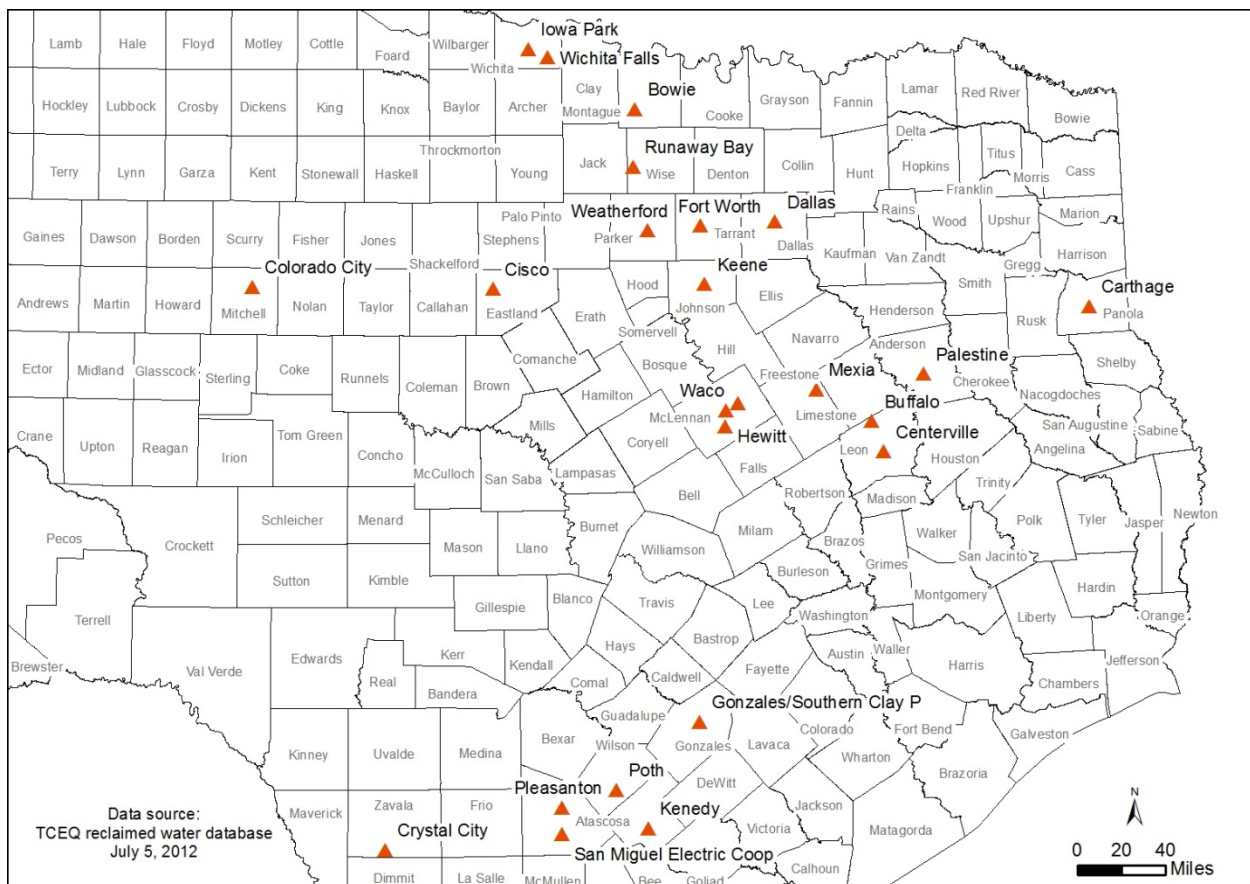 Iowa Park
Lamb Hale Floyd Motley Cottle Foard Wilbarger
Wichita Falls
Wichita
Hockley Lubbock Crosby Dickens King Knox Baylor Archer Clay Bowie Grayson Fannin Lamar Red River Bowie
Montague Cooke
Delta
Throckmorton Runaway Bay Titus
Terry Lynn Garza Kent Stonewall Haskell Young Jack Wise Denton Collin Hunt Hopkins Morris Cass
Franklin
Palo Pinto Weatherford Fort Worth Dallas Rains Wood Upshur Marion
Gaines Dawson Borden Scurry Fisher Jones Stephens Parker Tarrant Dallas Kaufman Van Zandt Harrison
Shackelford Gregg
Colorado City Cisco Keene Smith
Andrews Martin Howard Mitchell Nolan Taylor Callahan Eastland Hood Johnson Ellis Henderson Rusk Carthage
Erath Panola
Somervell Navarro Anderson
Ector Midland Glasscock Sterling Coke Runnels Coleman Brown Comanche Bosque Hill Freestone Mexia Palestine Cherokee Shelby
Hamilton Waco Limestone Buffalo Nacogdoches
McLennan San Augustine
Crane Upton Reagan Irion Tom Green Concho Mills Coryell Hewitt Leon Centerville Houston Angelina Sabine
McCulloch San Saba Lampasas Falls
Bell Robertson Madison Trinity
Pecos Crockett Schleicher Menard Mason Llano Burnet Milam Brazos Walker Polk Tyler Jasper Newton
Williamson San Jacinto
Sutton Kimble Burleson Grimes Hardin
Gillespie Blanco Travis Lee Washington Montgomery Liberty Orange
Terrell Hays Bastrop Austin Waller
Brewster Val Verde Edwards Real Kerr Kendall Comal Caldwell Fayette Harris Chambers Jefferson
Bandera
Guadalupe Gonzales/Southern Clay P
Bexar Wilson Gonzales Lavaca Colorado Fort Bend Galveston
Kinney Uvalde Medina Wharton
Poth DeWitt Brazoria
Pleasanton
Maverick Zavala Frio Atascosa Kenedy Jackson Matagorda
Crystal City Victoria
San Miguel Electric Coop
Dimmit La Salle McMullen Bee Goliad Calhoun
Data source:
TCEQ reclaimed water database
July 5, 2012
N
0 20 40
Miles